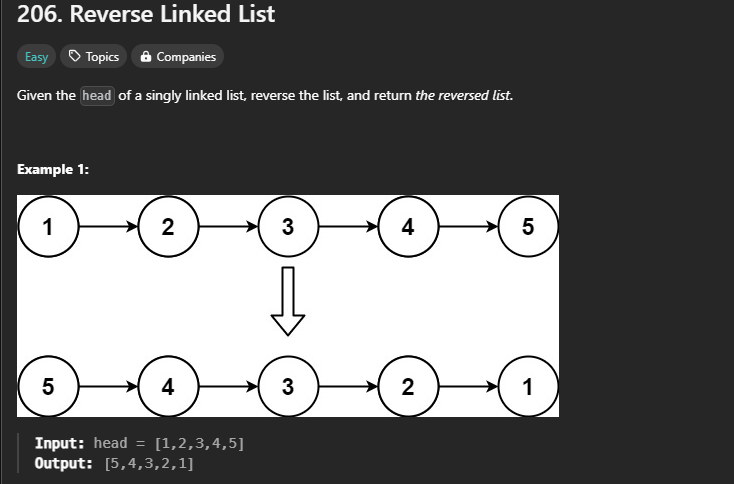 206. Reverse Linked List
Easy Topics Companies
Given the head of a singly linked list, reverse the list, and return the reversed list.
Example 1:
1 2 3 4 5
5 4 3 2 1
Input: head = [1,2,3,4,5]
Output: [5,4,3,2,1]